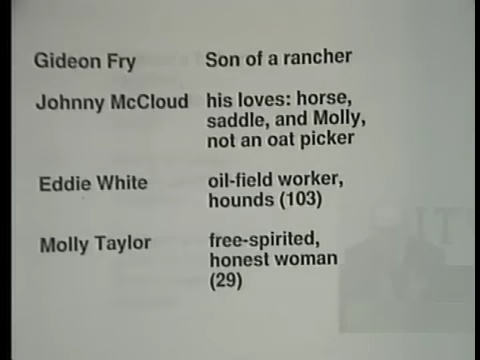 Gideon Fry Son of a rancher
Johnny McCloud his loves: horse,
saddle, and Molly,
not an oat picker
Eddie White oil-field worker,
hounds (103)
Molly Taylor free-spirited,
honest woman
(29)